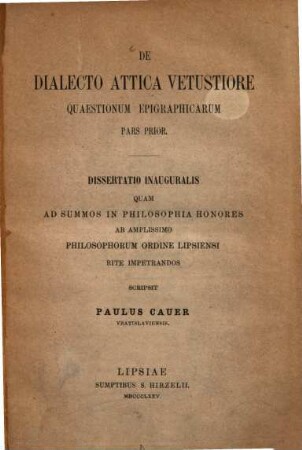 DE
DIALECTO ATTICA VETUSTIORE
QUAESTIONUM EPIGRAPHICARUM
PARS PRIOR.
DISSERTATIO INAUGURALIS
QUAM
AD SUMMOS IN PHILOSOPHIA HONORES
AB AMPLISSIMO
PHILOSOPHORUM ORDINE LIPSIENSI
RITE IMPETRANDOS
SCRIPSIT
PAULUS CAUER
VRATISLAVIENSIS.
LIPSIAE
SUMPTIBUS S. HIRZELII.
MDCCCLXXV.